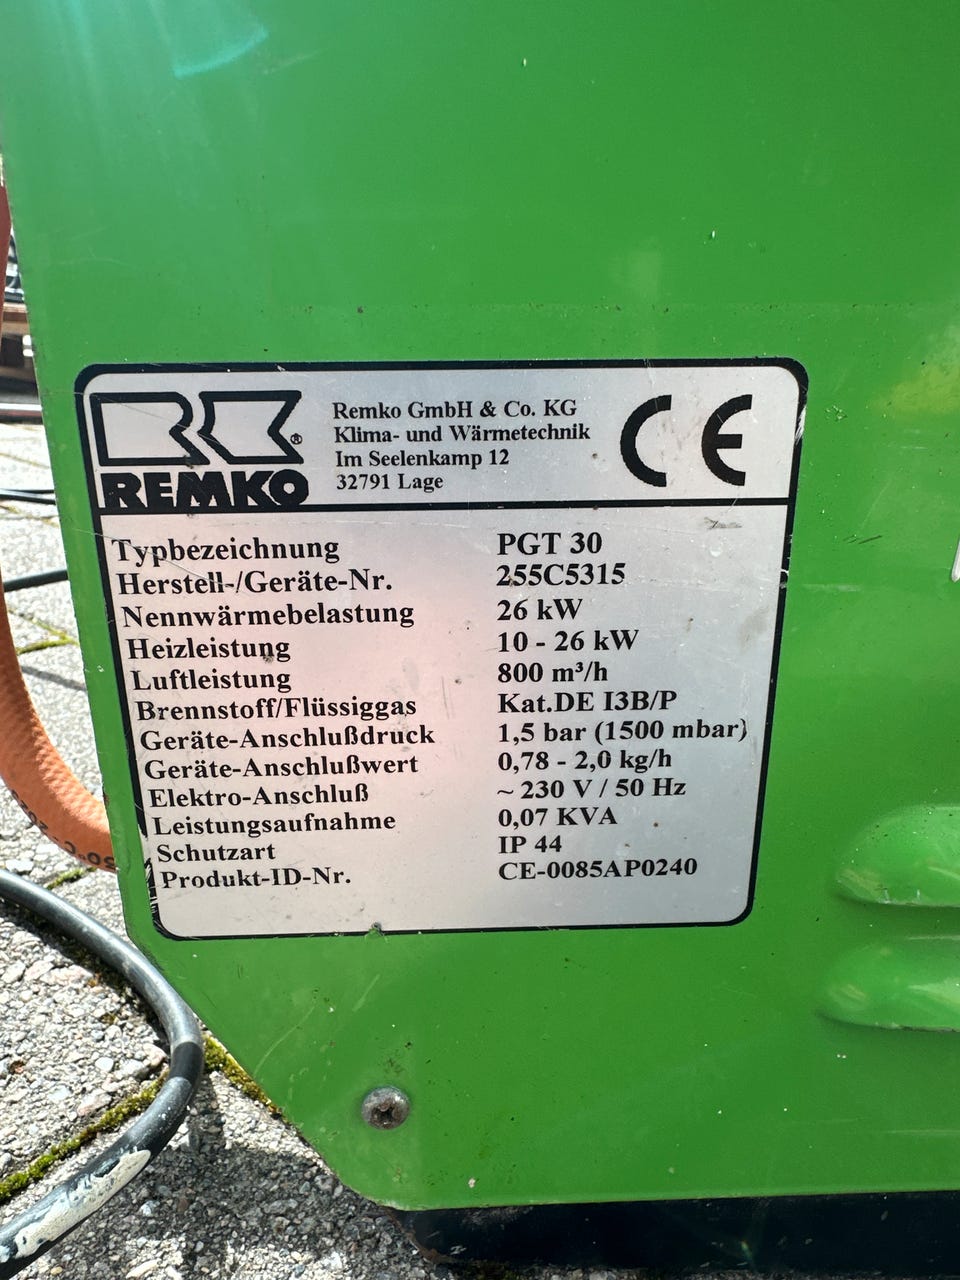 REMKO®
Remko GmbH & Co. KG
Klima- und Wärmetechnik
Im Seelenkamp 12
32791 Lage
CE
Typbezeichnung PGT 30
Herstell-/Geräte-Nr. 255C5315
Nennwärmebelastung 26 kW
Heizleistung 10 - 26 kW
Luftleistung 800 m³/h
Brennstoff/Flüssiggas Kat.DE I3B/P
Geräte-Anschlußdruck 1,5 bar (1500 mbar)
Geräte-Anschlußwert 0,78 - 2,0 kg/h
Elektro-Anschluß ~ 230 V / 50 Hz
Leistungsaufnahme 0,07 KVA
Schutzart IP 44
Produkt-ID-Nr. CE-0085AP0240